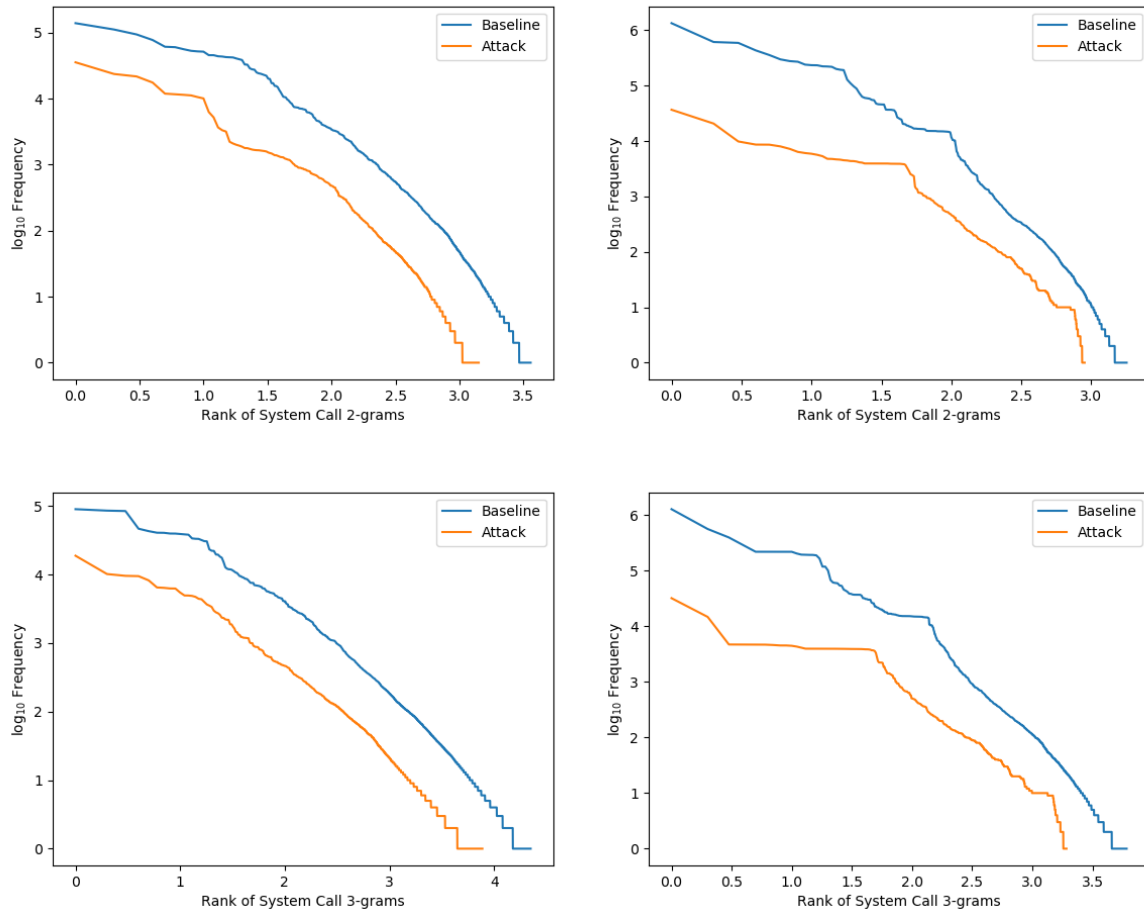 Baseline
Attack
log₁₀ Frequency
5
4
3
2
1
0
0.0 0.5 1.0 1.5 2.0 2.5 3.0 3.5
Rank of System Call 2-grams
Baseline
Attack
log₁₀ Frequency
6
5
4
3
2
1
0
0.0 0.5 1.0 1.5 2.0 2.5 3.0
Rank of System Call 2-grams
Baseline
Attack
log₁₀ Frequency
5
4
3
2
1
0
0 1 2 3 4
Rank of System Call 3-grams
Baseline
Attack
log₁₀ Frequency
6
5
4
3
2
1
0
0.0 0.5 1.0 1.5 2.0 2.5 3.0 3.5
Rank of System Call 3-grams